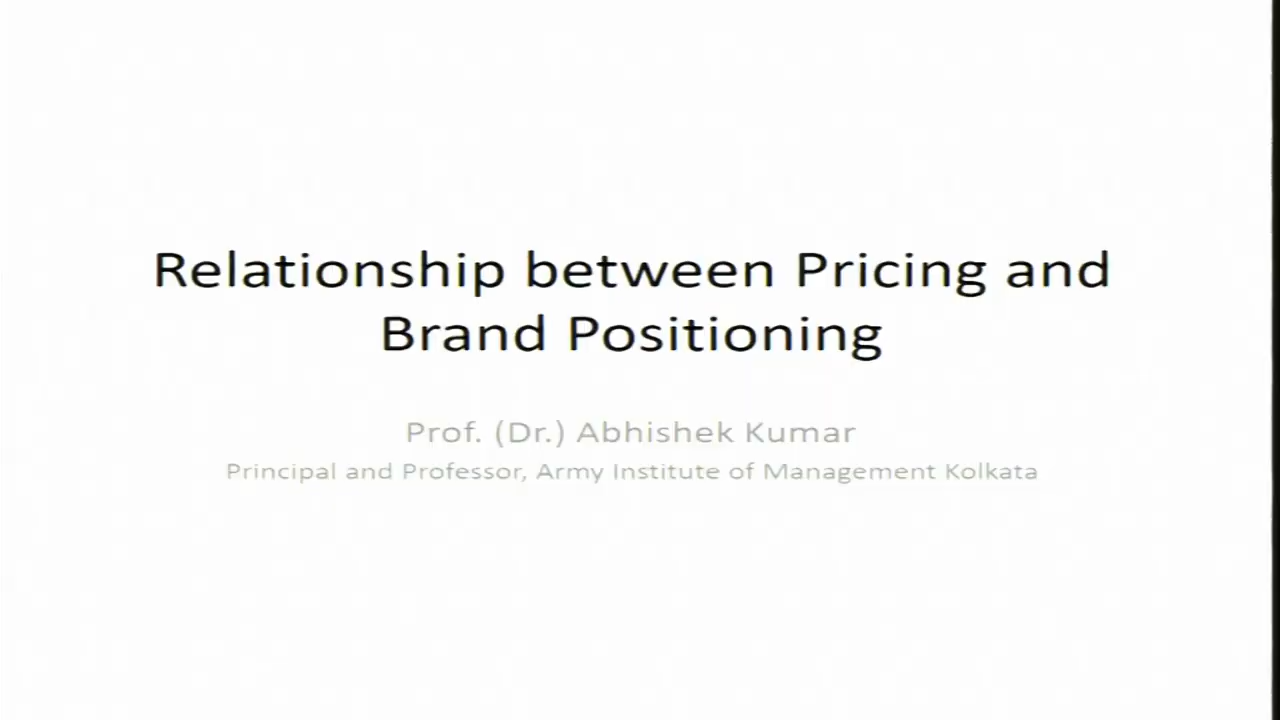 Relationship between Pricing and
Brand Positioning
Prof. (Dr.) Abhishek Kumar
Principal and Professor, Army Institute of Management Kolkata